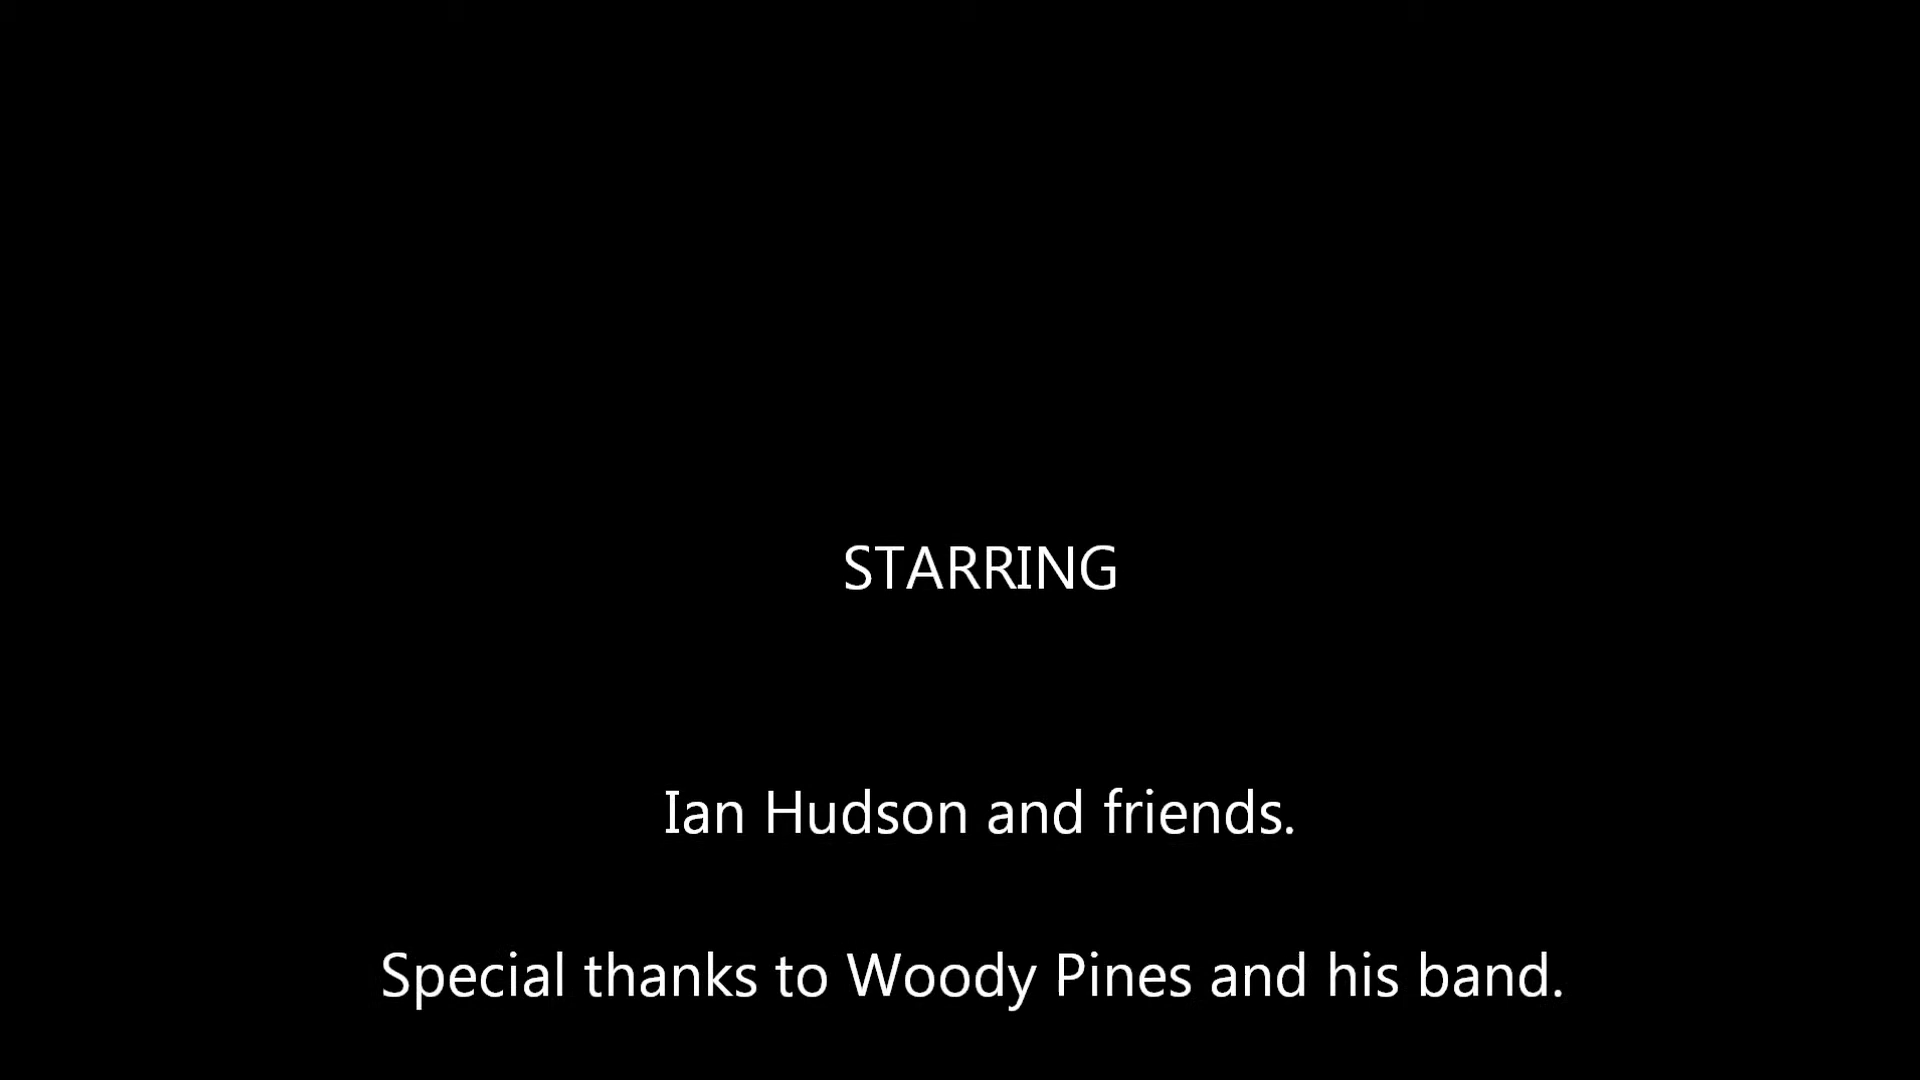 STARRING
Ian Hudson and friends.
Special thanks to Woody Pines and his band.